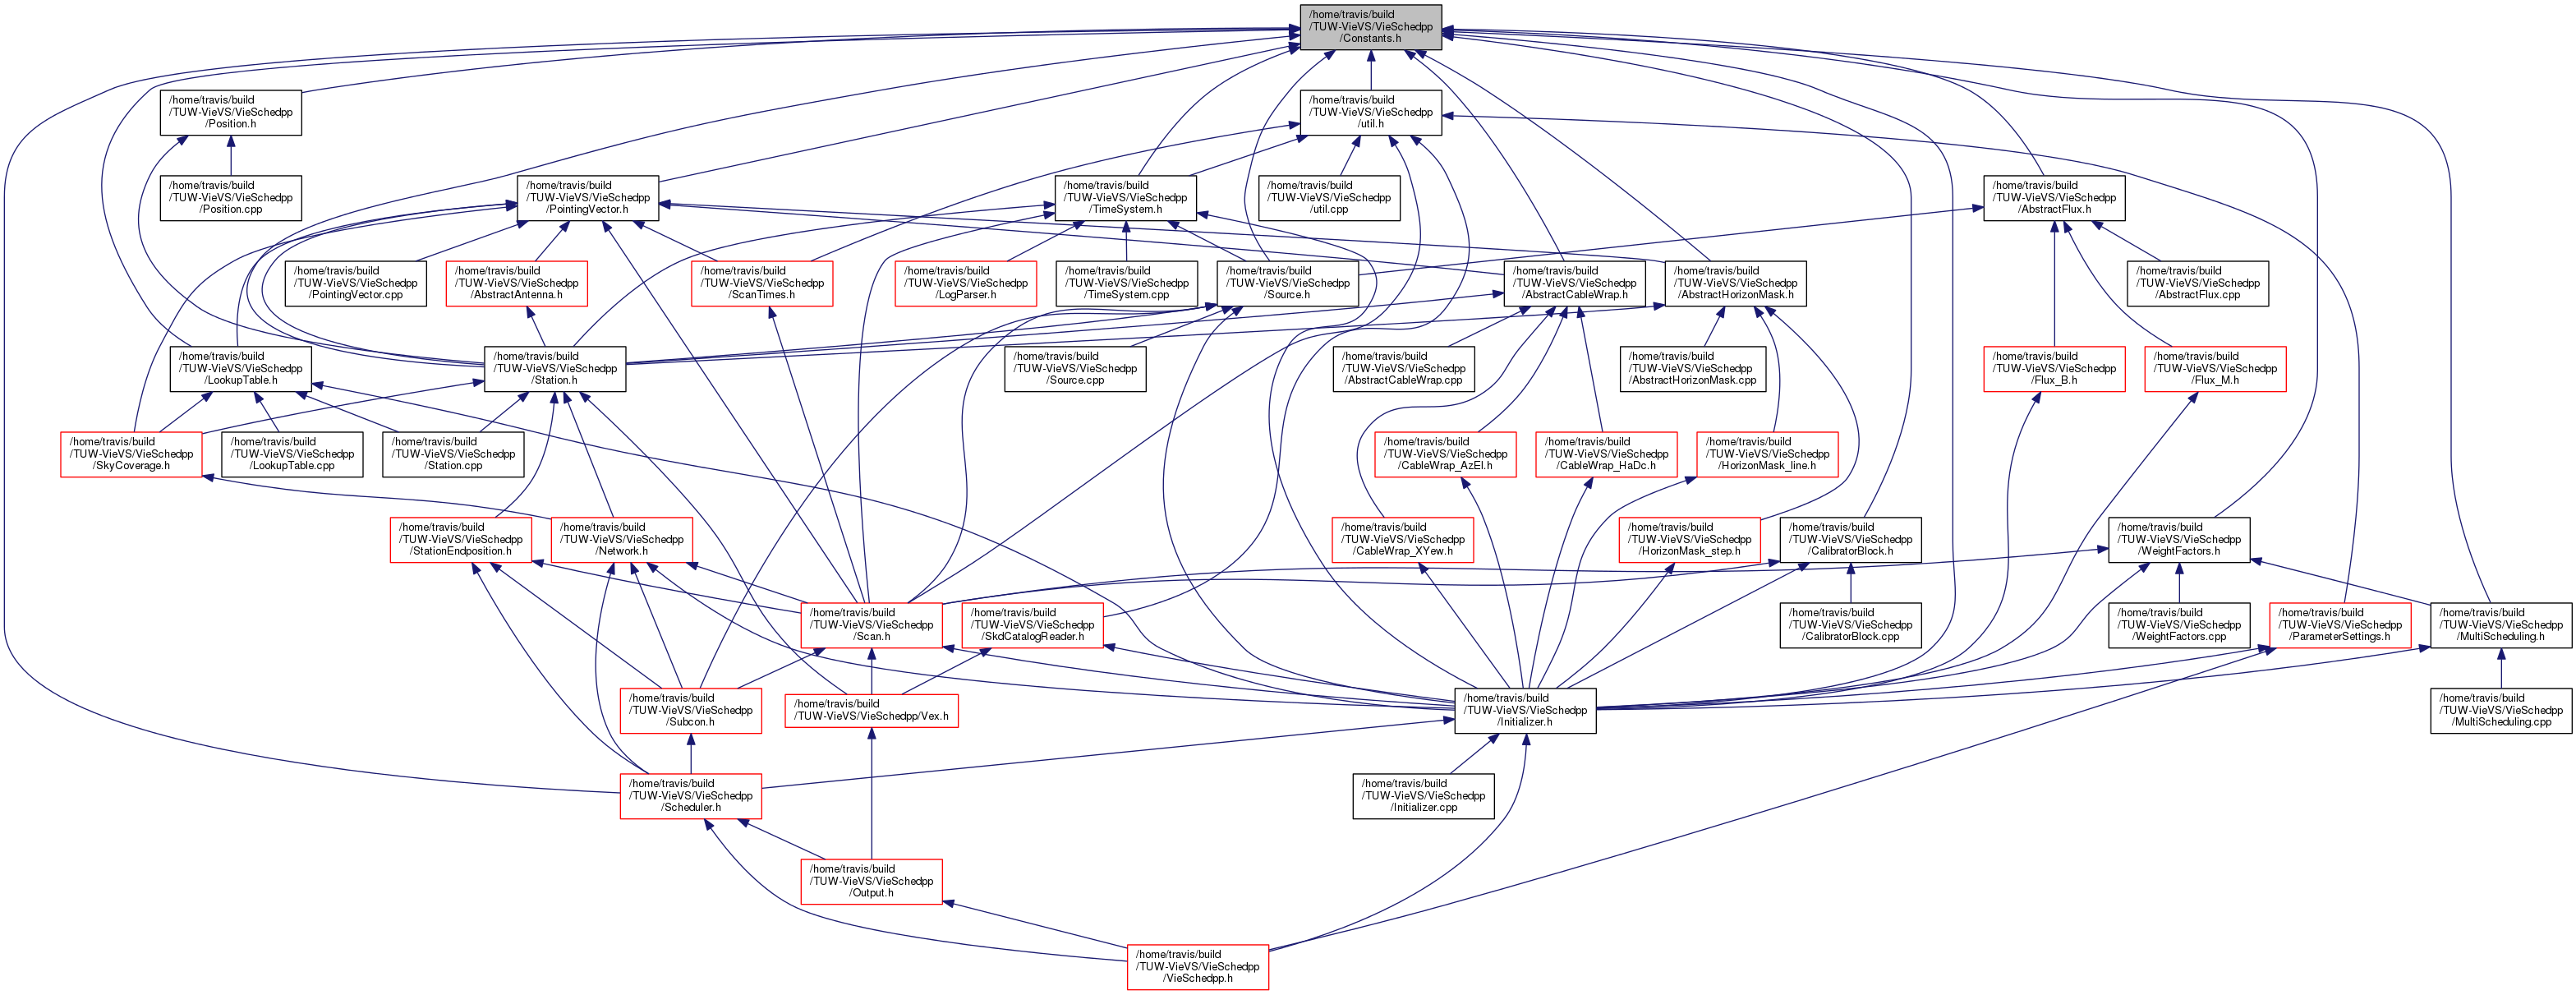 /home/travis/build
/TUW-VieVS/VieSchedpp
/Constants.h
/home/travis/build
/TUW-VieVS/VieSchedpp
/Position.h
/home/travis/build
/TUW-VieVS/VieSchedpp
/util.h
/home/travis/build
/TUW-VieVS/VieSchedpp
/Position.cpp
/home/travis/build
/TUW-VieVS/VieSchedpp
/PointingVector.h
/home/travis/build
/TUW-VieVS/VieSchedpp
/TimeSystem.h
/home/travis/build
/TUW-VieVS/VieSchedpp
/util.cpp
/home/travis/build
/TUW-VieVS/VieSchedpp
/AbstractFlux.h
/home/travis/build
/TUW-VieVS/VieSchedpp
/PointingVector.cpp
/home/travis/build
/TUW-VieVS/VieSchedpp
/AbstractAntenna.h
/home/travis/build
/TUW-VieVS/VieSchedpp
/ScanTimes.h
/home/travis/build
/TUW-VieVS/VieSchedpp
/LogParser.h
/home/travis/build
/TUW-VieVS/VieSchedpp
/TimeSystem.cpp
/home/travis/build
/TUW-VieVS/VieSchedpp
/Source.h
/home/travis/build
/TUW-VieVS/VieSchedpp
/AbstractCableWrap.h
/home/travis/build
/TUW-VieVS/VieSchedpp
/AbstractHorizonMask.h
/home/travis/build
/TUW-VieVS/VieSchedpp
/AbstractFlux.cpp
/home/travis/build
/TUW-VieVS/VieSchedpp
/LookupTable.h
/home/travis/build
/TUW-VieVS/VieSchedpp
/Station.h
/home/travis/build
/TUW-VieVS/VieSchedpp
/Source.cpp
/home/travis/build
/TUW-VieVS/VieSchedpp
/AbstractCableWrap.cpp
/home/travis/build
/TUW-VieVS/VieSchedpp
/AbstractHorizonMask.cpp
/home/travis/build
/TUW-VieVS/VieSchedpp
/Flux_B.h
/home/travis/build
/TUW-VieVS/VieSchedpp
/Flux_M.h
/home/travis/build
/TUW-VieVS/VieSchedpp
/SkyCoverage.h
/home/travis/build
/TUW-VieVS/VieSchedpp
/LookupTable.cpp
/home/travis/build
/TUW-VieVS/VieSchedpp
/Station.cpp
/home/travis/build
/TUW-VieVS/VieSchedpp
/CableWrap_AzEl.h
/home/travis/build
/TUW-VieVS/VieSchedpp
/CableWrap_HaDc.h
/home/travis/build
/TUW-VieVS/VieSchedpp
/HorizonMask_line.h
/home/travis/build
/TUW-VieVS/VieSchedpp
/StationEndposition.h
/home/travis/build
/TUW-VieVS/VieSchedpp
/Network.h
/home/travis/build
/TUW-VieVS/VieSchedpp
/CableWrap_XYew.h
/home/travis/build
/TUW-VieVS/VieSchedpp
/HorizonMask_step.h
/home/travis/build
/TUW-VieVS/VieSchedpp
/CalibratorBlock.h
/home/travis/build
/TUW-VieVS/VieSchedpp
/WeightFactors.h
/home/travis/build
/TUW-VieVS/VieSchedpp
/Scan.h
/home/travis/build
/TUW-VieVS/VieSchedpp
/SkdCatalogReader.h
/home/travis/build
/TUW-VieVS/VieSchedpp
/CalibratorBlock.cpp
/home/travis/build
/TUW-VieVS/VieSchedpp
/WeightFactors.cpp
/home/travis/build
/TUW-VieVS/VieSchedpp
/ParameterSettings.h
/home/travis/build
/TUW-VieVS/VieSchedpp
/MultiScheduling.h
/home/travis/build
/TUW-VieVS/VieSchedpp
/Subcon.h
/home/travis/build
/TUW-VieVS/VieSchedpp/Vex.h
/home/travis/build
/TUW-VieVS/VieSchedpp
/Initializer.h
/home/travis/build
/TUW-VieVS/VieSchedpp
/MultiScheduling.cpp
/home/travis/build
/TUW-VieVS/VieSchedpp
/Scheduler.h
/home/travis/build
/TUW-VieVS/VieSchedpp
/Initializer.cpp
/home/travis/build
/TUW-VieVS/VieSchedpp
/Output.h
/home/travis/build
/TUW-VieVS/VieSchedpp
/VieSchedpp.h